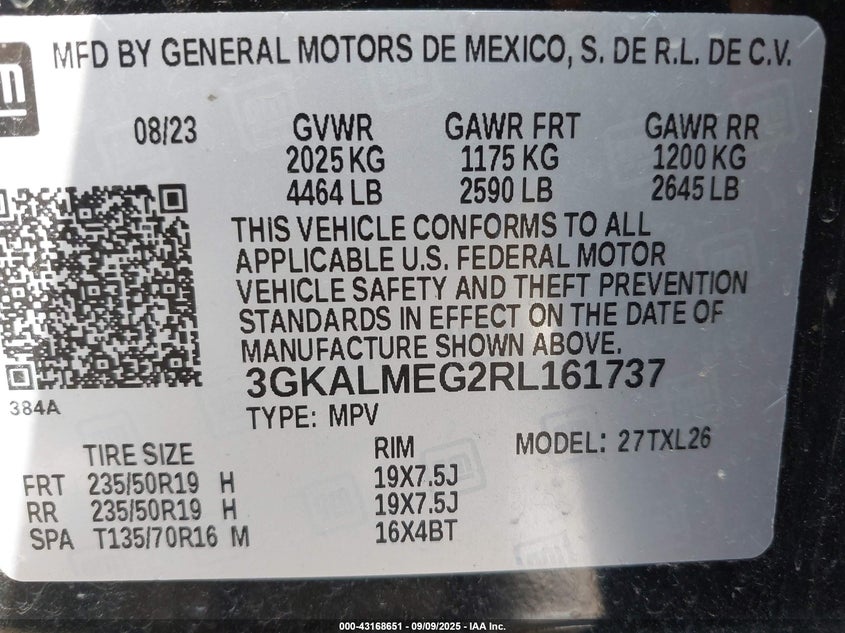 MFD BY GENERAL MOTORS DE MEXICO, S. DE R.L. DE C.V.
08/23
GVWR GAWR FRT GAWR RR
2025 KG 1175 KG 1200 KG
4464 LB 2590 LB 2645 LB
THIS VEHICLE CONFORMS TO ALL
APPLICABLE U.S. FEDERAL MOTOR
VEHICLE SAFETY AND THEFT PREVENTION
STANDARDS IN EFFECT ON THE DATE OF
MANUFACTURE SHOWN ABOVE.
3GKALMEG2RL161737
384A
TYPE: MPV
TIRE SIZE RIM MODEL: 27TXL26
FRT 235/50R19 H 19X7.5J
RR 235/50R19 H 19X7.5J
SPA T135/70R16 M 16X4BT
000-43168651 - 09/09/2025 - IAA Inc.